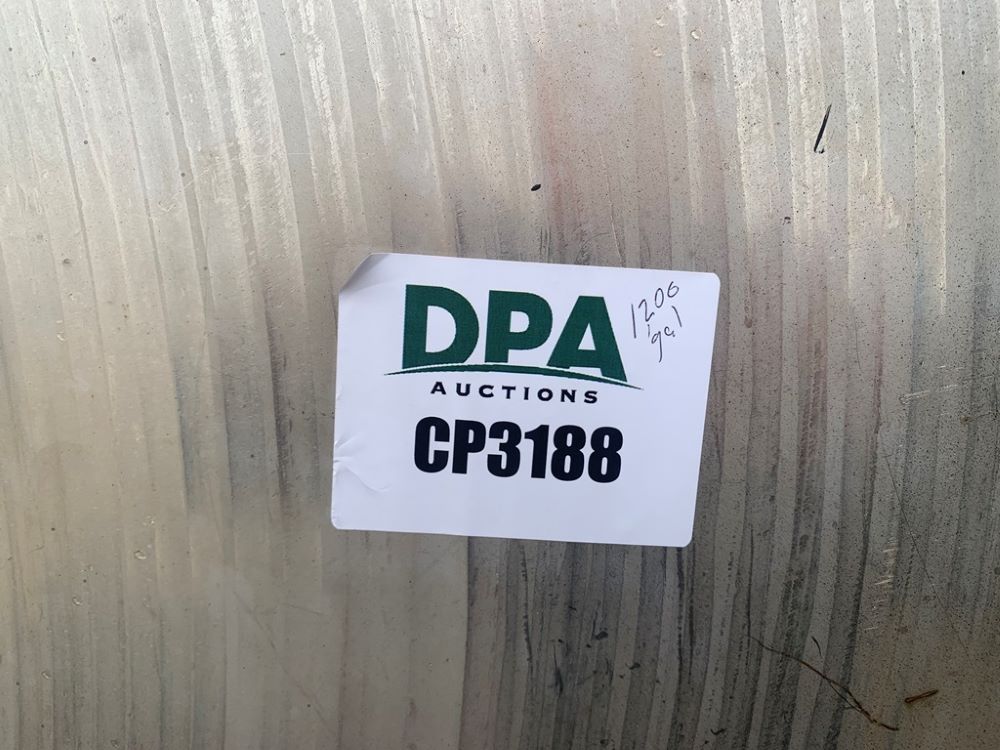 DPA
AUCTIONS
CP3188
1200
gal